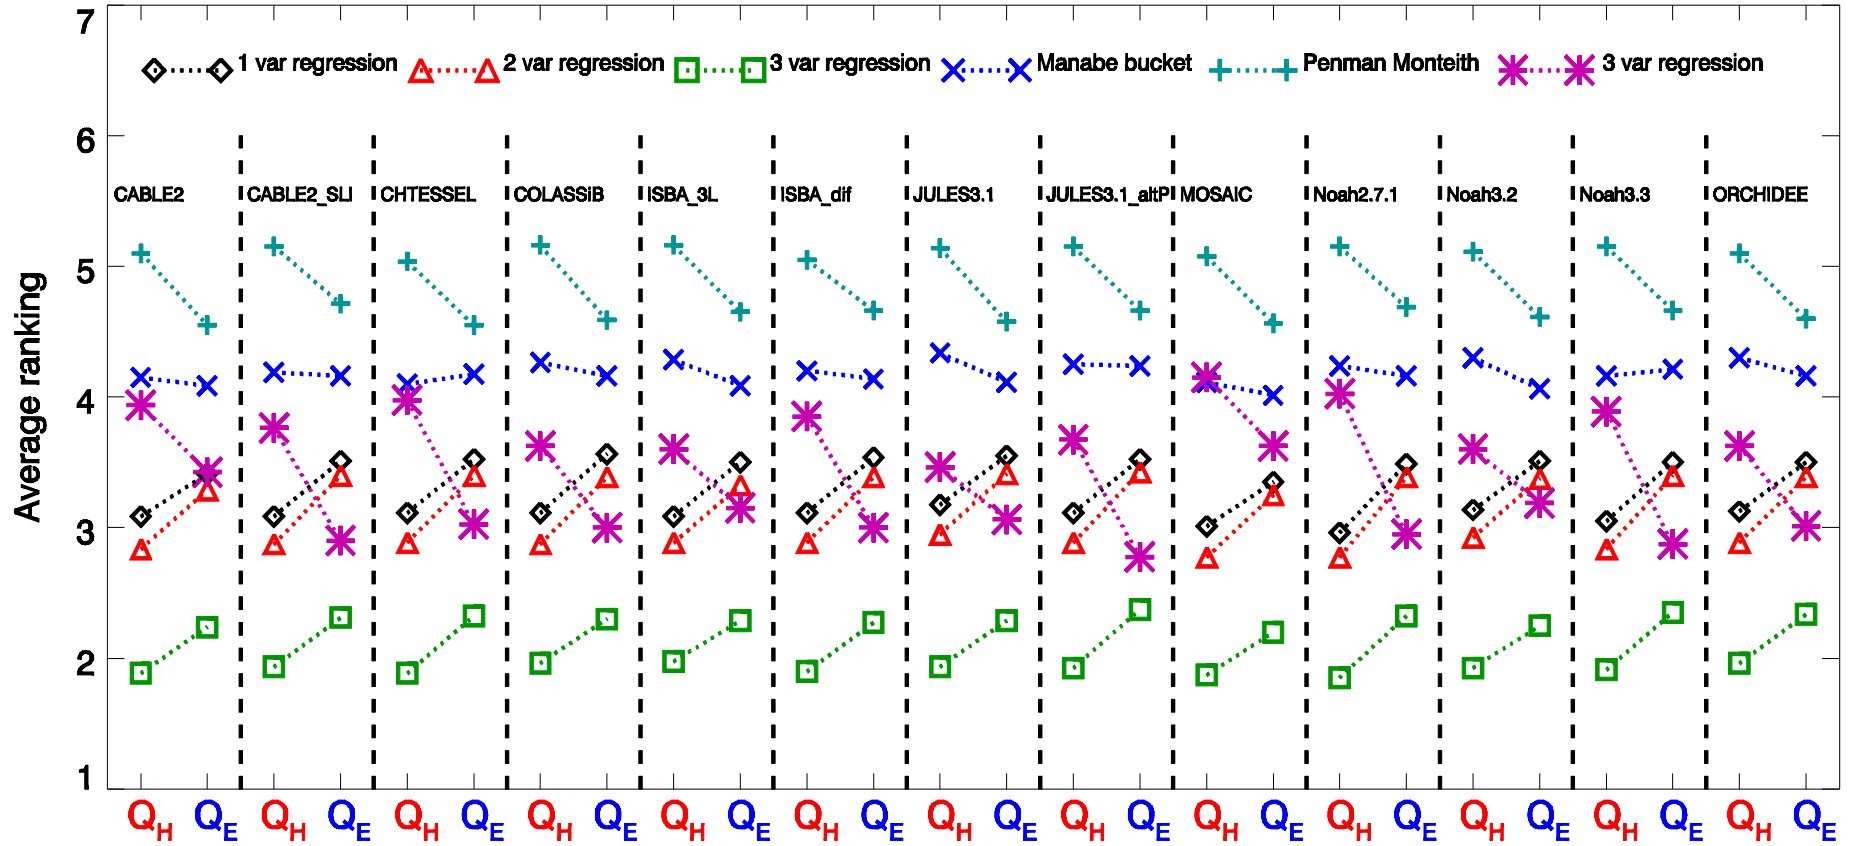 7
1 var regression 2 var regression 3 var regression Manabe bucket Penman Monteith 3 var regression
6
CABLE2 CABLE2_SLI CHTESSEL COLASSiB ISBA_3L ISBA_dif JULES3.1 JULES3.1_altP MOSAIC Noah2.7.1 Noah3.2 Noah3.3 ORCHIDEE
5
4
3
2
1
Average ranking
QH QE QH QE QH QE QH QE QH QE QH QE QH QE QH QE QH QE QH QE QH QE QH QE QH QE